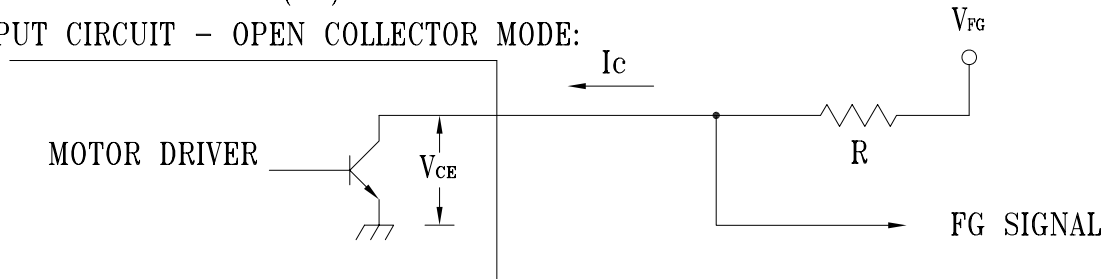 PUT CIRCUIT - OPEN COLLECTOR MODE:
VFG
Ic
MOTOR DRIVER
VCE
R
FG SIGNAL